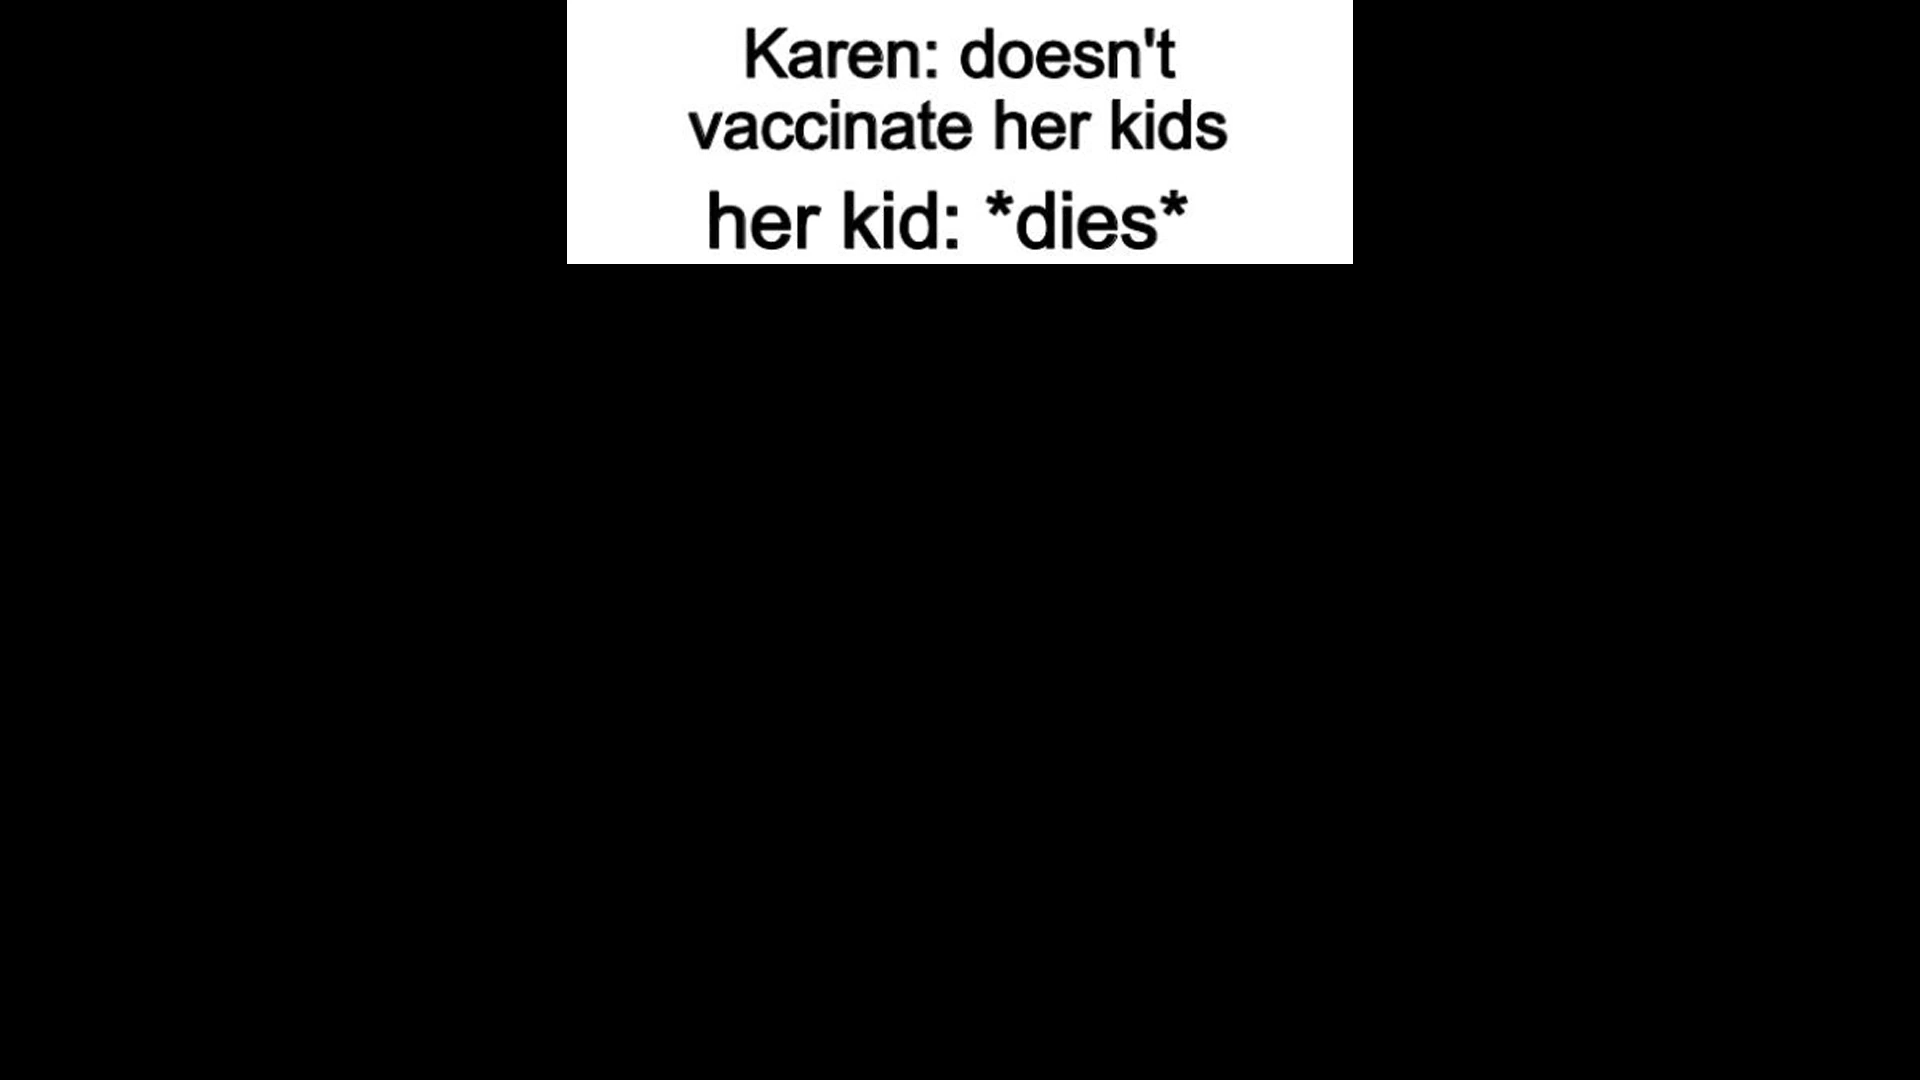 Karen: doesn't
vaccinate her kids
her kid: *dies*